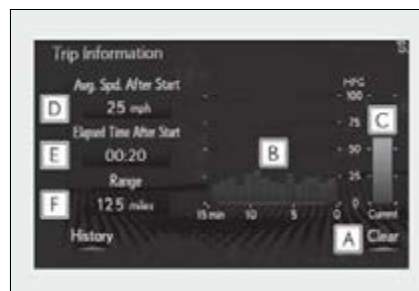 Trip Information
Avg. Spd. After Start
D
25 mph
Elapsed Time After Start
E
00:20
Range
F
125 miles
History
B
15 min 10 5 0
MPG
100
75
50
25
0
C
Current
A
Clear